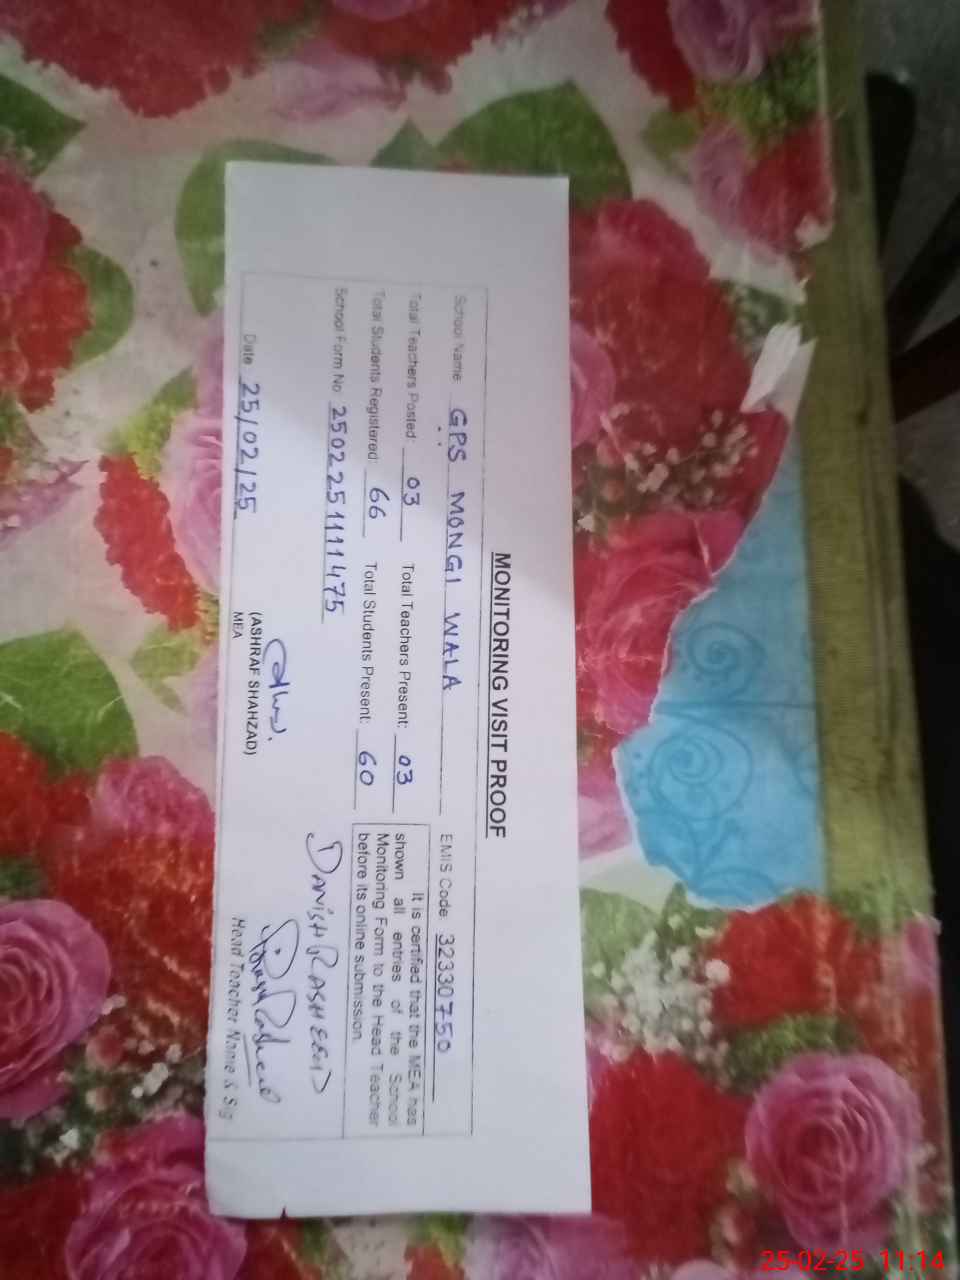 MONITORING VISIT PROOF
School Name: GPS MONGI WALA EMIS Code: 32330750
Total Teachers Posted: 03 Total Teachers Present: 03
Total Students Registered: 66 Total Students Present: 60
School Form No: 2502251111475
It is certified that the MEA has
shown all entries of the School
Monitoring Form to the Head Teacher
before its online submission.
DANISH RASHEED
Date 25/02/25
(ASHRAF SHAHZAD)
MEA
Head Teacher Name & Sig
25-02-25 11:14